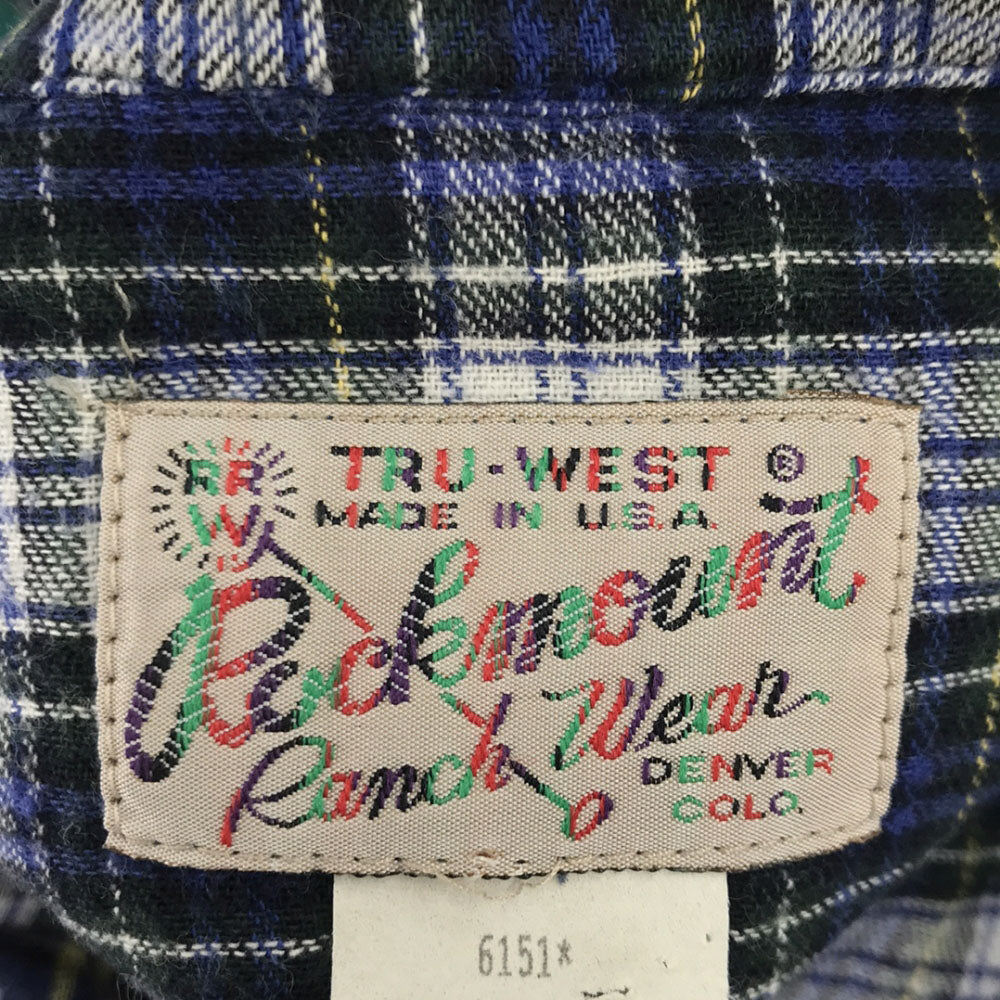 RR
W
TRU-WEST ®
MADE IN U.S.A.
Rockmount
Ranch Wear
DENVER
COLO.
6151*